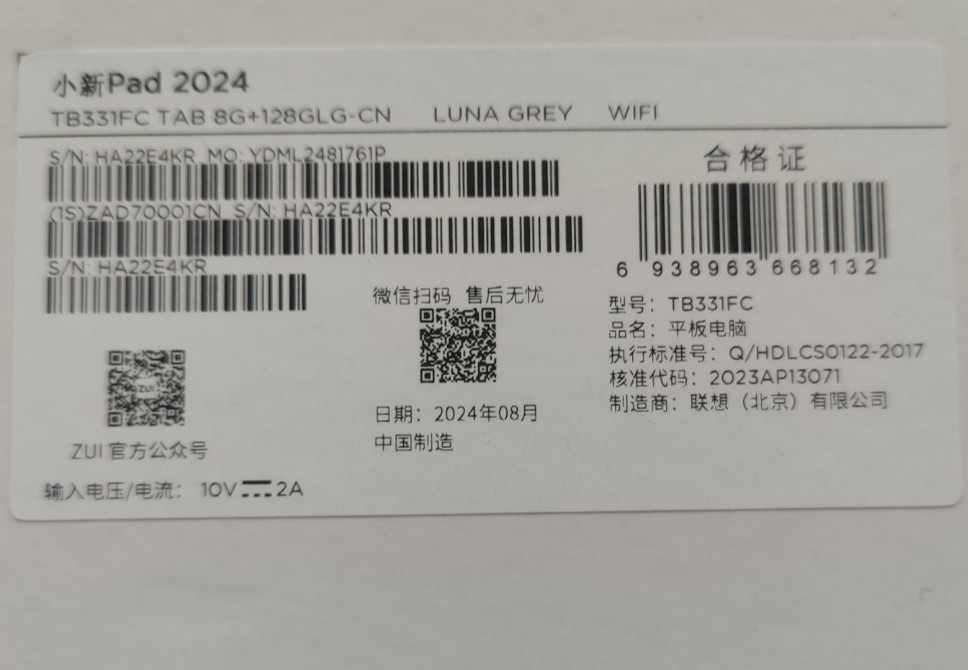 小新Pad 2024
TB331FC TAB 8G+128GLG-CN LUNA GREY WIFI
S/N: HA22E4KR MO: YDML2481761P
(1S)ZAD70001CN S/N: HA22E4KR
S/N: HA22E4KR
ZUI
ZUI 官方公众号
输入电压/电流: 10V 2A
微信扫码 售后无忧
日期: 2024年08月
中国制造
合格证
6 938963 668132
型号: TB331FC
品名: 平板电脑
执行标准号: Q/HDLCS0122-2017
核准代码: 2023AP13071
制造商: 联想（北京）有限公司